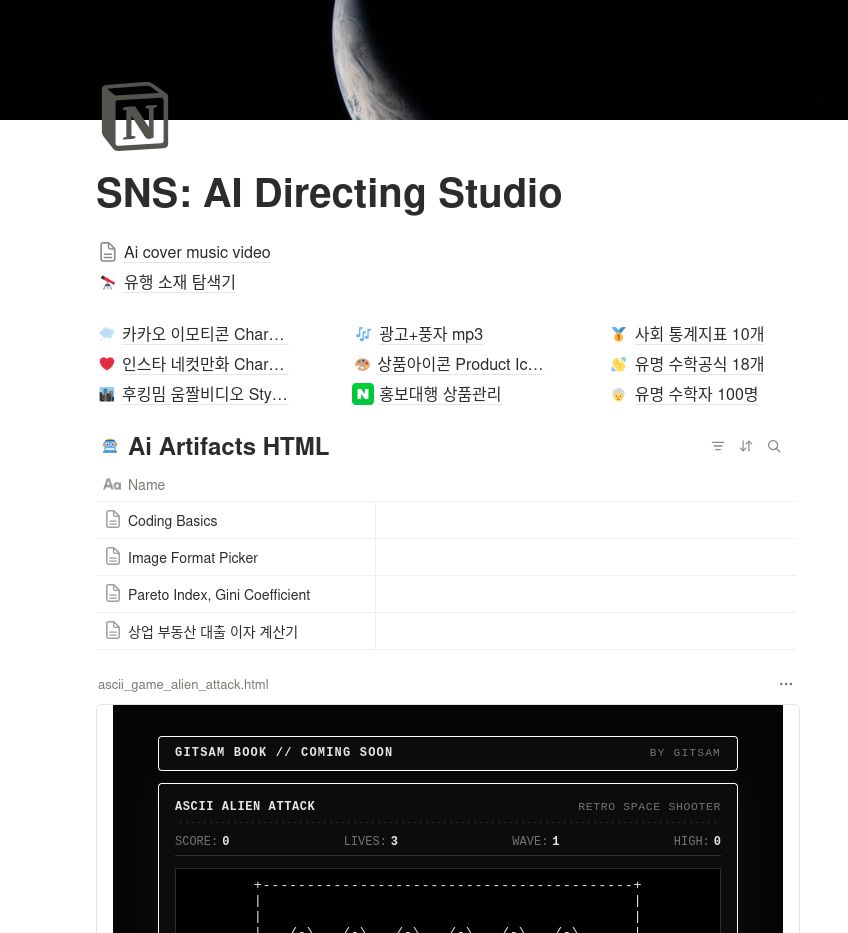 N
SNS: AI Directing Studio
Ai cover music video
유행 소재 탐색기
카카오 이모티콘 Char…
광고+풍자 mp3
사회 통계지표 10개
인스타 네컷만화 Char…
상품아이콘 Product Ic…
유명 수학공식 18개
후킹밈 움짤비디오 Sty…
N 홍보대행 상품관리
유명 수학자 100명
Ai Artifacts HTML
Aa Name
Coding Basics
Image Format Picker
Pareto Index, Gini Coefficient
상업 부동산 대출 이자 계산기
ascii_game_alien_attack.html
GITSAM BOOK // COMING SOON
BY GITSAM
ASCII ALIEN ATTACK
RETRO SPACE SHOOTER
SCORE: 0
LIVES: 3
WAVE: 1
HIGH: 0